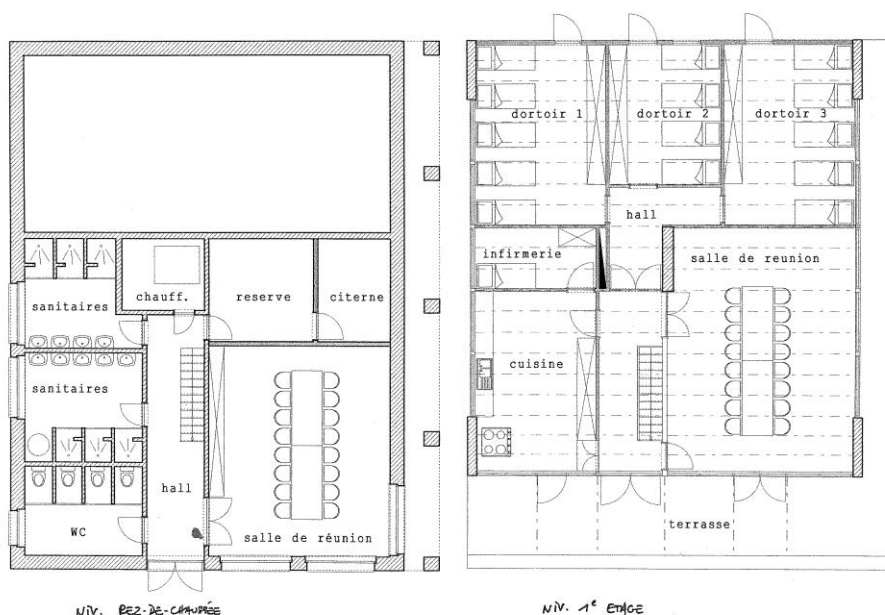 sanitaires
chauff.
reserve
citerne
sanitaires
hall
WC
salle de réunion
NIV. REZ-DE-CHAUSSÉE
dortoir 1
dortoir 2
dortoir 3
hall
infirmerie
salle de reunion
cuisine
terrasse
NIV. 1e ETAGE